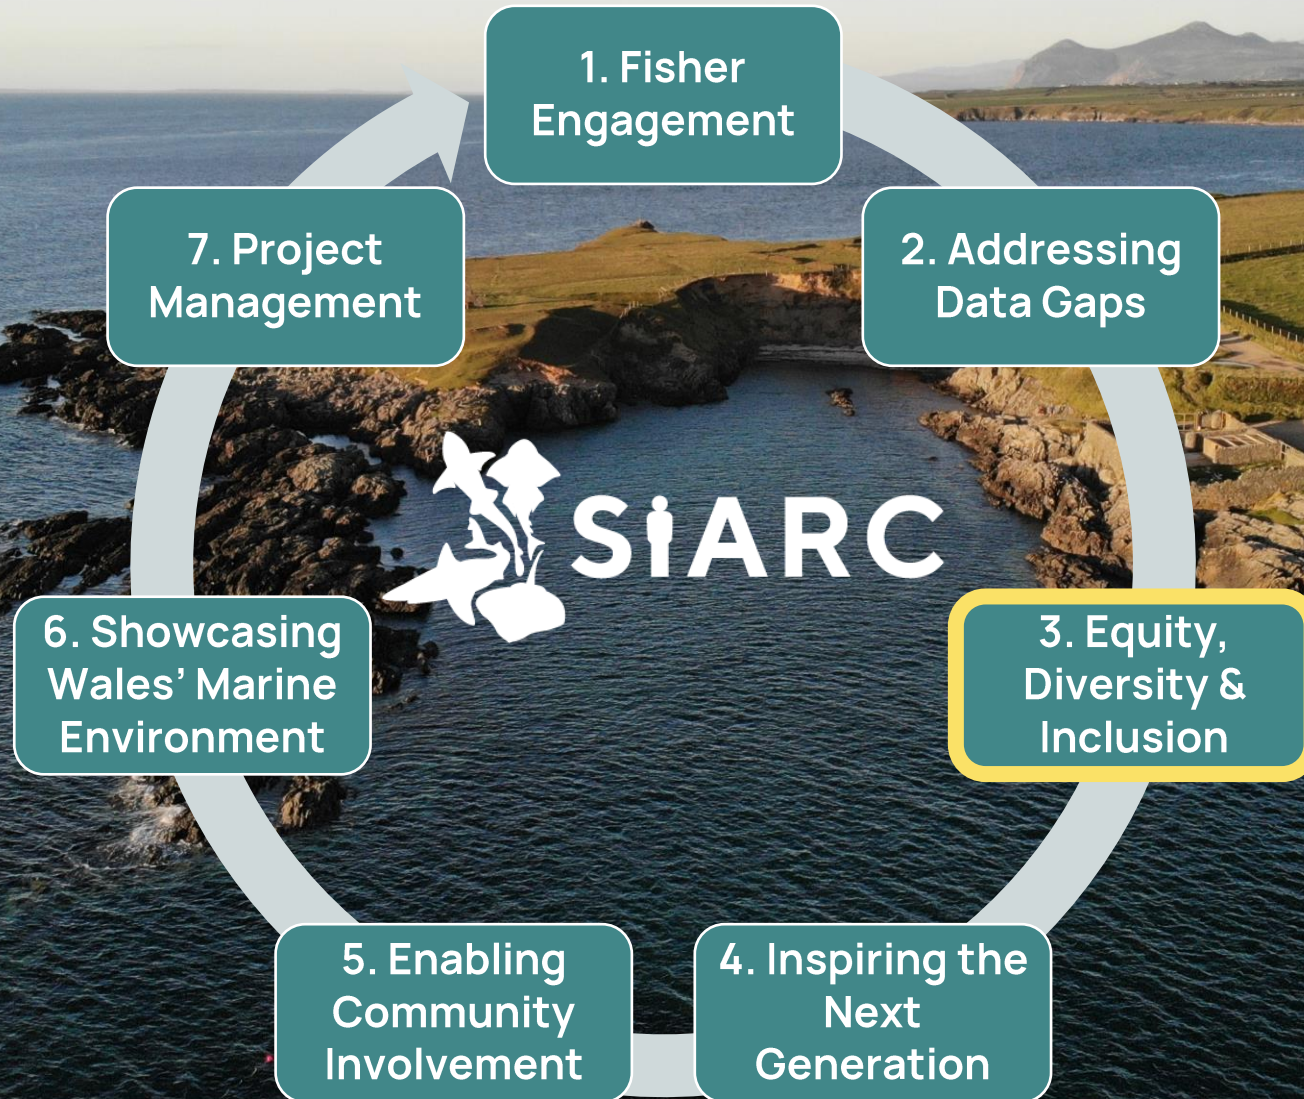 1. Fisher
Engagement
2. Addressing
Data Gaps
3. Equity,
Diversity &
Inclusion
4. Inspiring the
Next
Generation
5. Enabling
Community
Involvement
6. Showcasing
Wales’ Marine
Environment
7. Project
Management
SiARC